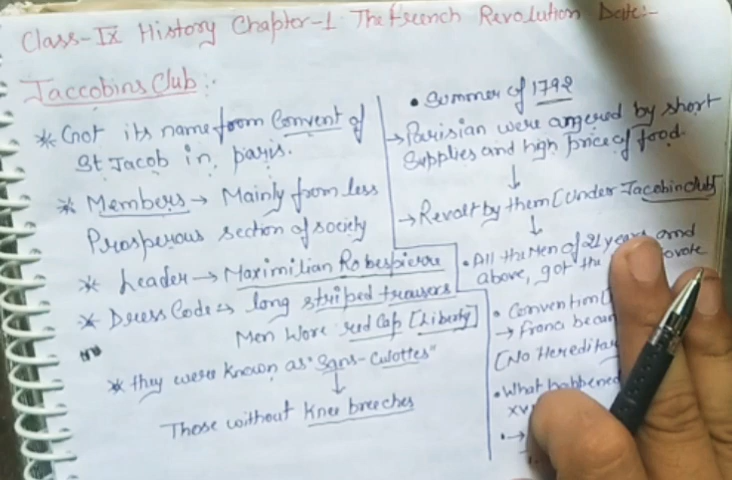 Class-IX History Chapter-1 The French Revolution Date:-
Jaccobins Club:-
* Got its name from Convent of
St Jacob in paris.
* Members → Mainly from less
Prosperous section of society
* Leader → Maximilian Robespierre
* Dress Code → long striped trousers
Men Wore red Cap [Liberty]
* they were known as "Sans-Culottes"
↓
Those without Knee breeches
• Summer of 1792
→ Parisian were angered by short
Supplies and high price of food.
↓
→ Revolt by them [Under Jacobin club]
↓
• All the Men of 21 years and
above, got the
• Convention [
→ Franc
[No Hereditar
• What happened
XV
• →